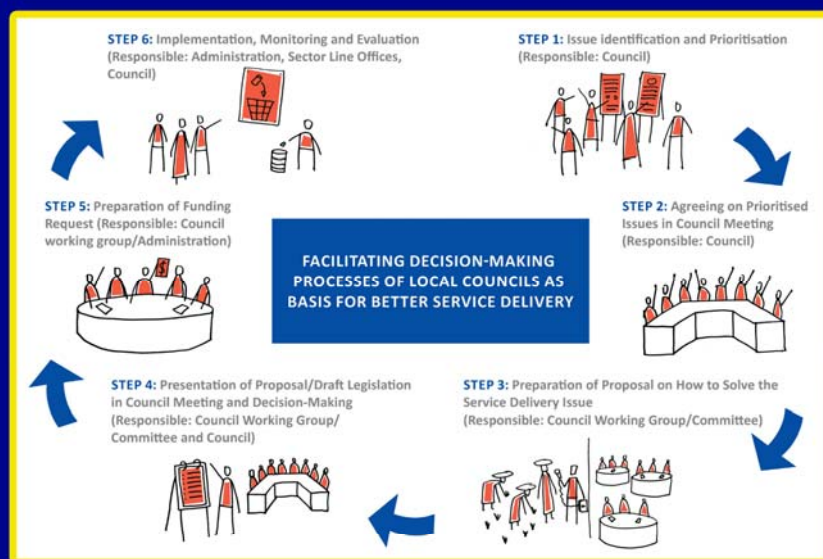 STEP 1: Issue identification and Prioritisation
(Responsible: Council)
STEP 2: Agreeing on Prioritised
Issues in Council Meeting
(Responsible: Council)
STEP 3: Preparation of Proposal on How to Solve the
Service Delivery Issue
(Responsible: Council Working Group/Committee)
STEP 4: Presentation of Proposal/Draft Legislation
in Council Meeting and Decision-Making
(Responsible: Council Working Group/
Committee and Council)
STEP 5: Preparation of Funding
Request (Responsible: Council
working group/Administration)
$
STEP 6: Implementation, Monitoring and Evaluation
(Responsible: Administration, Sector Line Offices,
Council)
FACILITATING DECISION-MAKING
PROCESSES OF LOCAL COUNCILS AS
BASIS FOR BETTER SERVICE DELIVERY